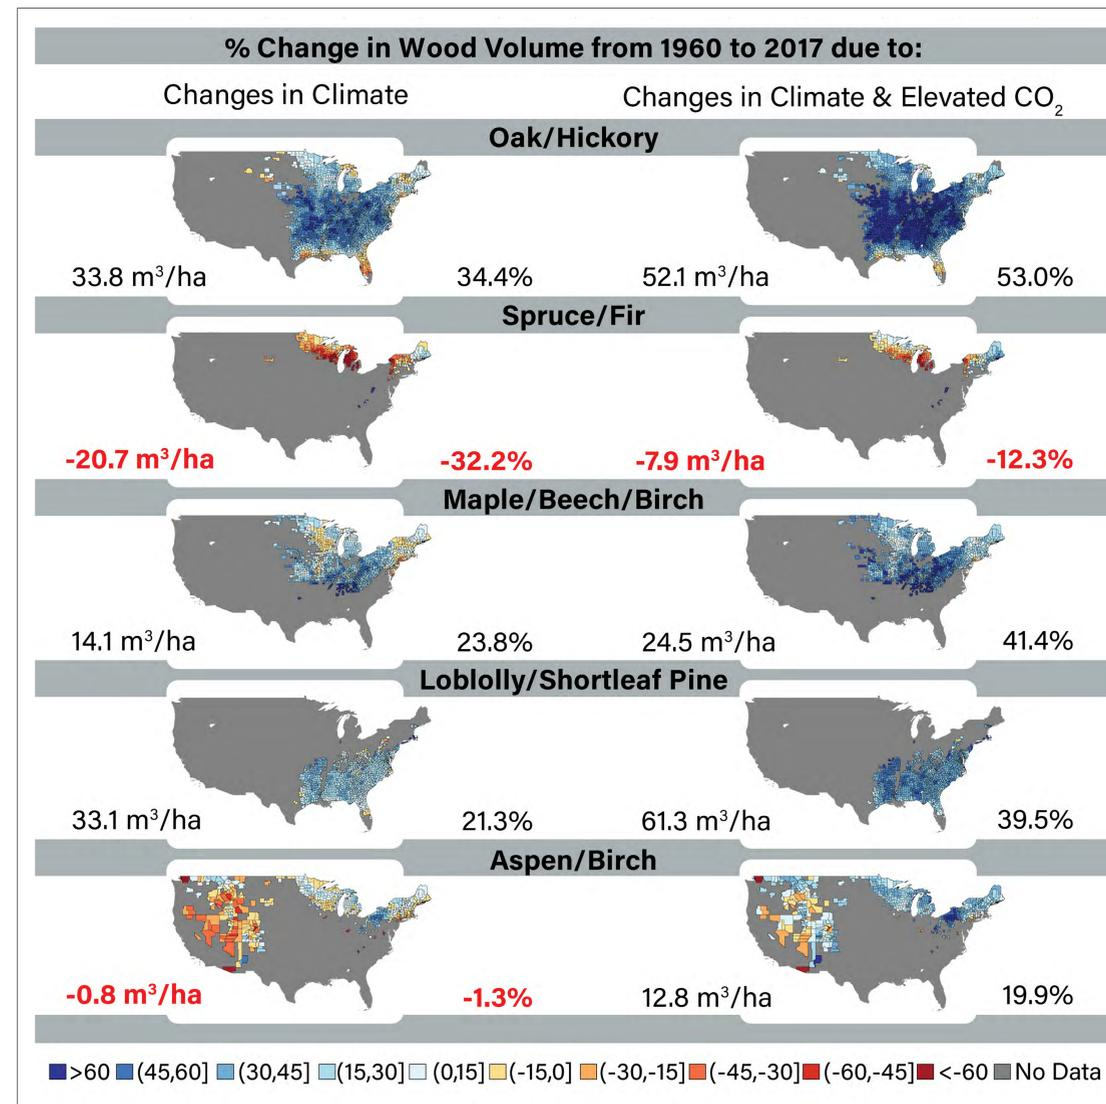 % Change in Wood Volume from 1960 to 2017 due to:
Changes in Climate
Changes in Climate & Elevated CO₂
Oak/Hickory
33.8 m³/ha 34.4% 52.1 m³/ha 53.0%
Spruce/Fir
-20.7 m³/ha -32.2% -7.9 m³/ha -12.3%
Maple/Beech/Birch
14.1 m³/ha 23.8% 24.5 m³/ha 41.4%
Loblolly/Shortleaf Pine
33.1 m³/ha 21.3% 61.3 m³/ha 39.5%
Aspen/Birch
-0.8 m³/ha -1.3% 12.8 m³/ha 19.9%
>60 (45,60] (30,45] (15,30] (0,15] (-15,0] (-30,-15] (-45,-30] (-60,-45] <-60 No Data